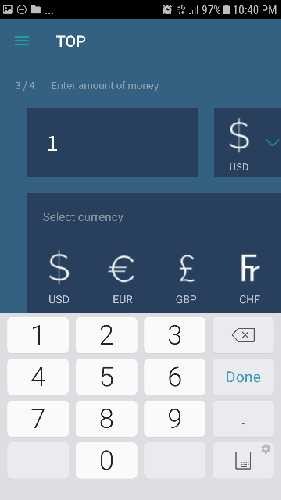 ... 97% 10:40 PM
TOP
3 / 4 Enter amount of money
1 $
USD
Select currency
$ € £ Fr
USD EUR GBP CHF
1 2 3
4 5 6 Done
7 8 9 .
0